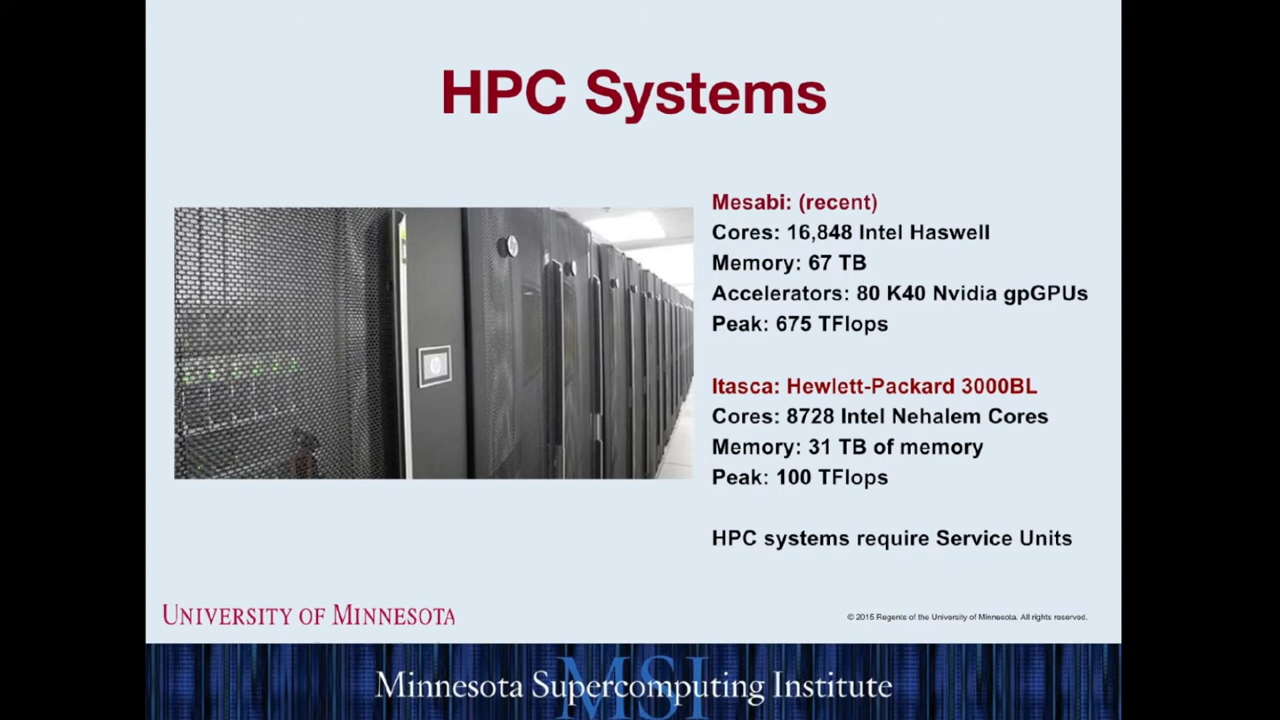 HPC Systems
Mesabi: (recent)
Cores: 16,848 Intel Haswell
Memory: 67 TB
Accelerators: 80 K40 Nvidia gpGPUs
Peak: 675 TFlops
Itasca: Hewlett-Packard 3000BL
Cores: 8728 Intel Nehalem Cores
Memory: 31 TB of memory
Peak: 100 TFlops
HPC systems require Service Units
UNIVERSITY OF MINNESOTA
© 2015 Regents of the University of Minnesota. All rights reserved.
MSI
Minnesota Supercomputing Institute